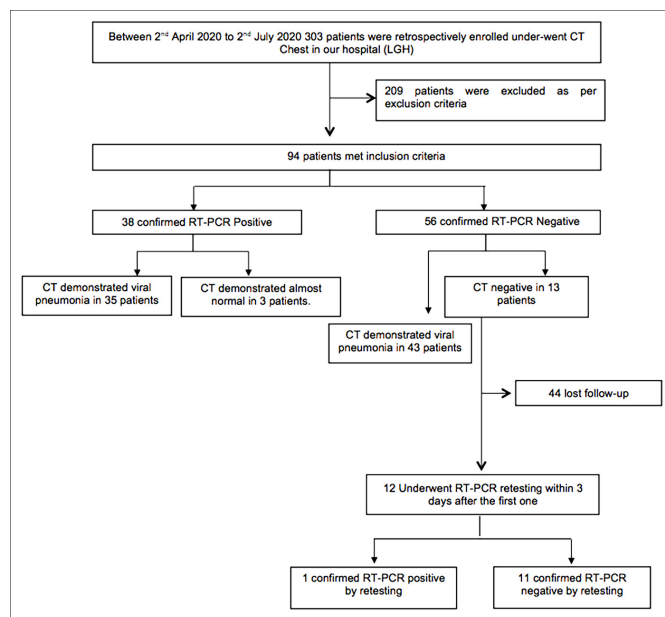 Between 2nd April 2020 to 2nd July 2020 303 patients were retrospectively enrolled under-went CT
Chest in our hospital (LGH)
209 patients were excluded as per
exclusion criteria
94 patients met inclusion criteria
38 confirmed RT-PCR Positive
56 confirmed RT-PCR Negative
CT demonstrated viral
pneumonia in 35 patients
CT demonstrated almost
normal in 3 patients.
CT negative in 13
patients
CT demonstrated viral
pneumonia in 43 patients
44 lost follow-up
12 Underwent RT-PCR retesting within 3
days after the first one
1 confirmed RT-PCR positive
by retesting
11 confirmed RT-PCR
negative by retesting